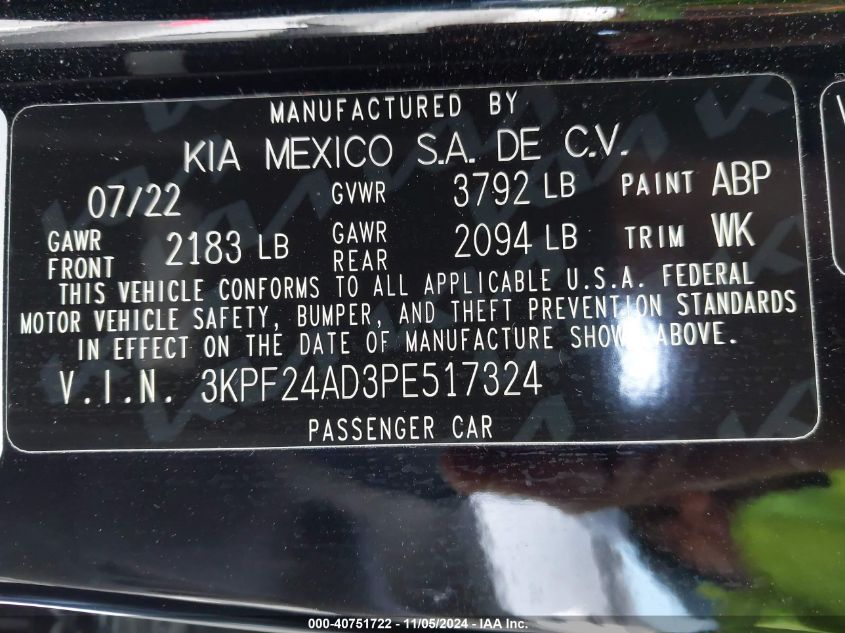 MANUFACTURED BY
KIA MEXICO S.A. DE C.V.
07/22 GVWR 3792 LB PAINT ABP
GAWR FRONT 2183 LB GAWR REAR 2094 LB TRIM WK
THIS VEHICLE CONFORMS TO ALL APPLICABLE U.S.A. FEDERAL
MOTOR VEHICLE SAFETY, BUMPER, AND THEFT PREVENTION STANDARDS
IN EFFECT ON THE DATE OF MANUFACTURE SHOWN ABOVE.
V.I.N. 3KPF24AD3PE517324
PASSENGER CAR
000-40751722 - 11/05/2024 - IAA Inc.